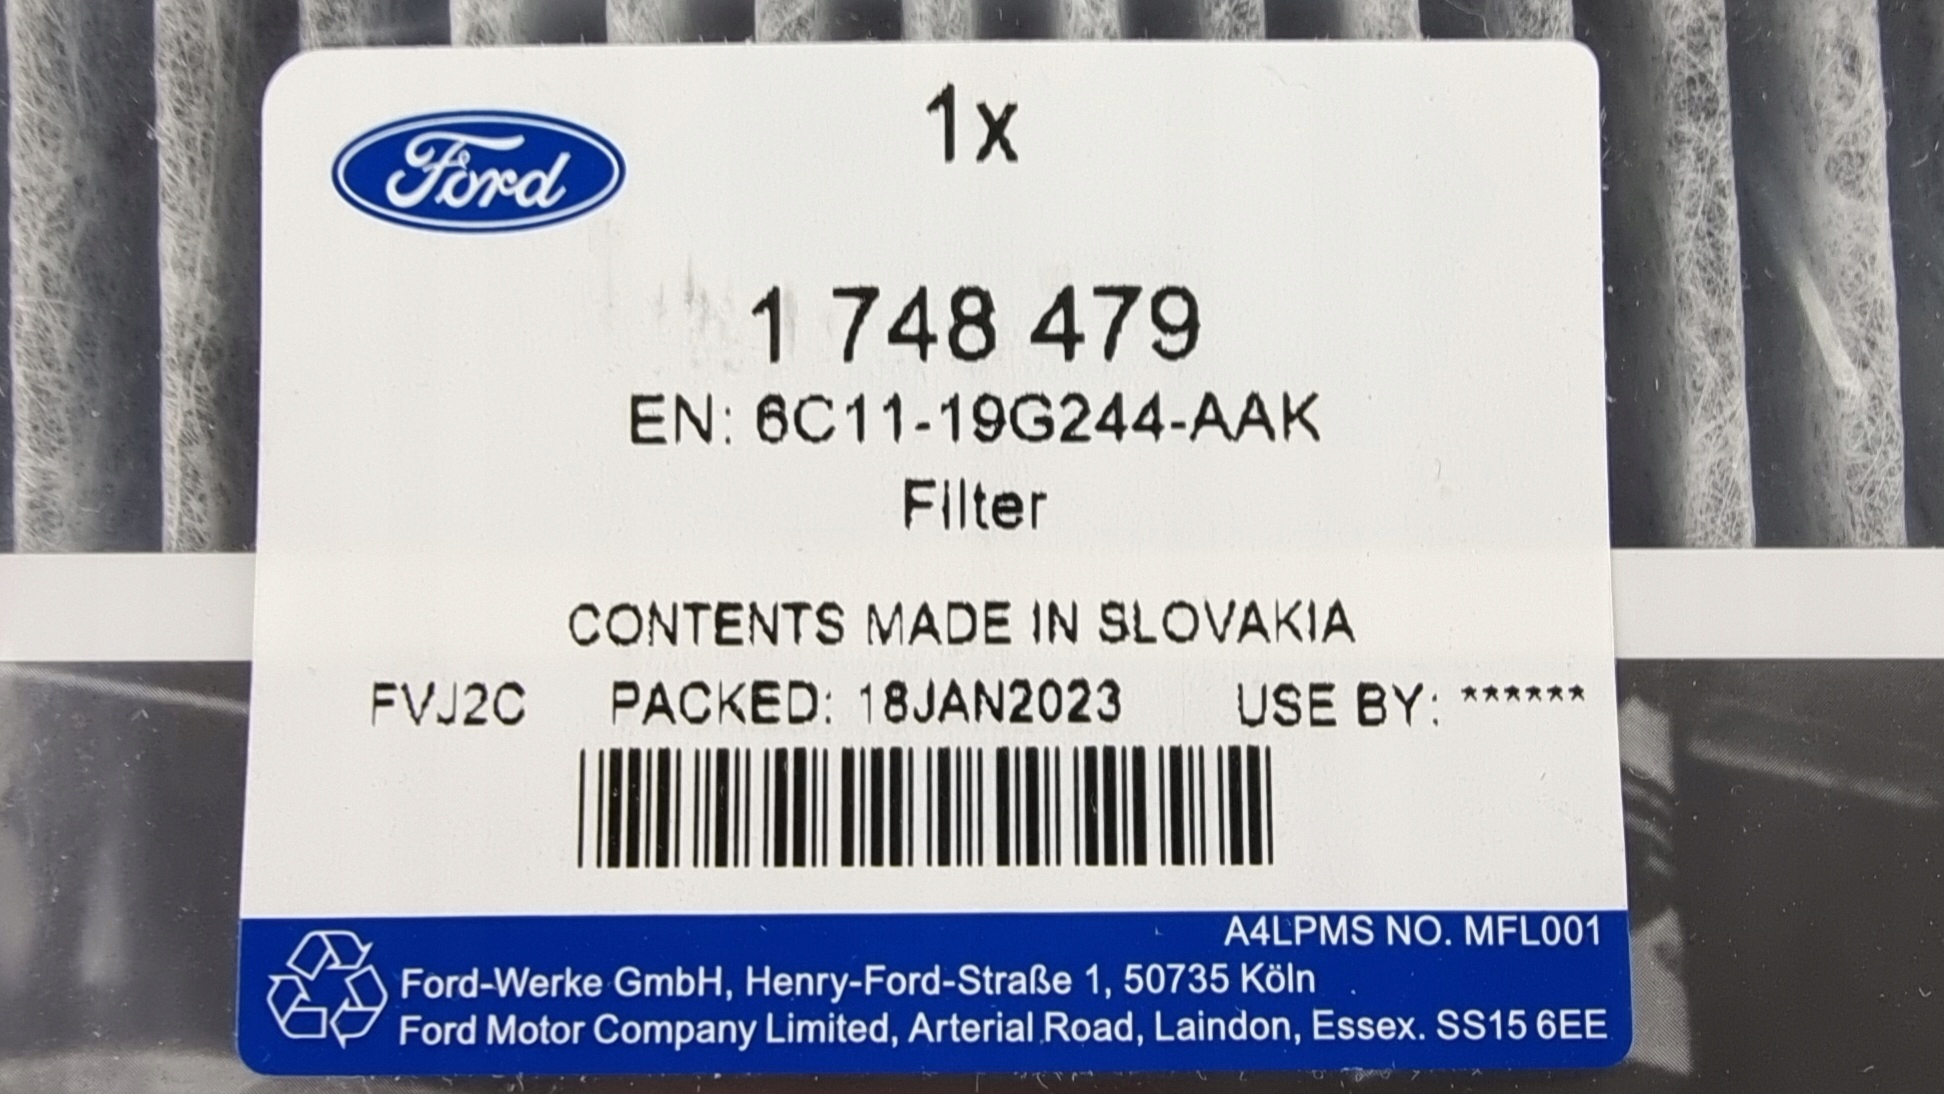 Ford
1x
1 748 479
EN: 6C11-19G244-AAK
Filter
CONTENTS MADE IN SLOVAKIA
FVJ2C PACKED: 18JAN2023 USE BY: ******
A4LPMS NO. MFL001
Ford-Werke GmbH, Henry-Ford-Straße 1, 50735 Köln
Ford Motor Company Limited, Arterial Road, Laindon, Essex. SS15 6EE